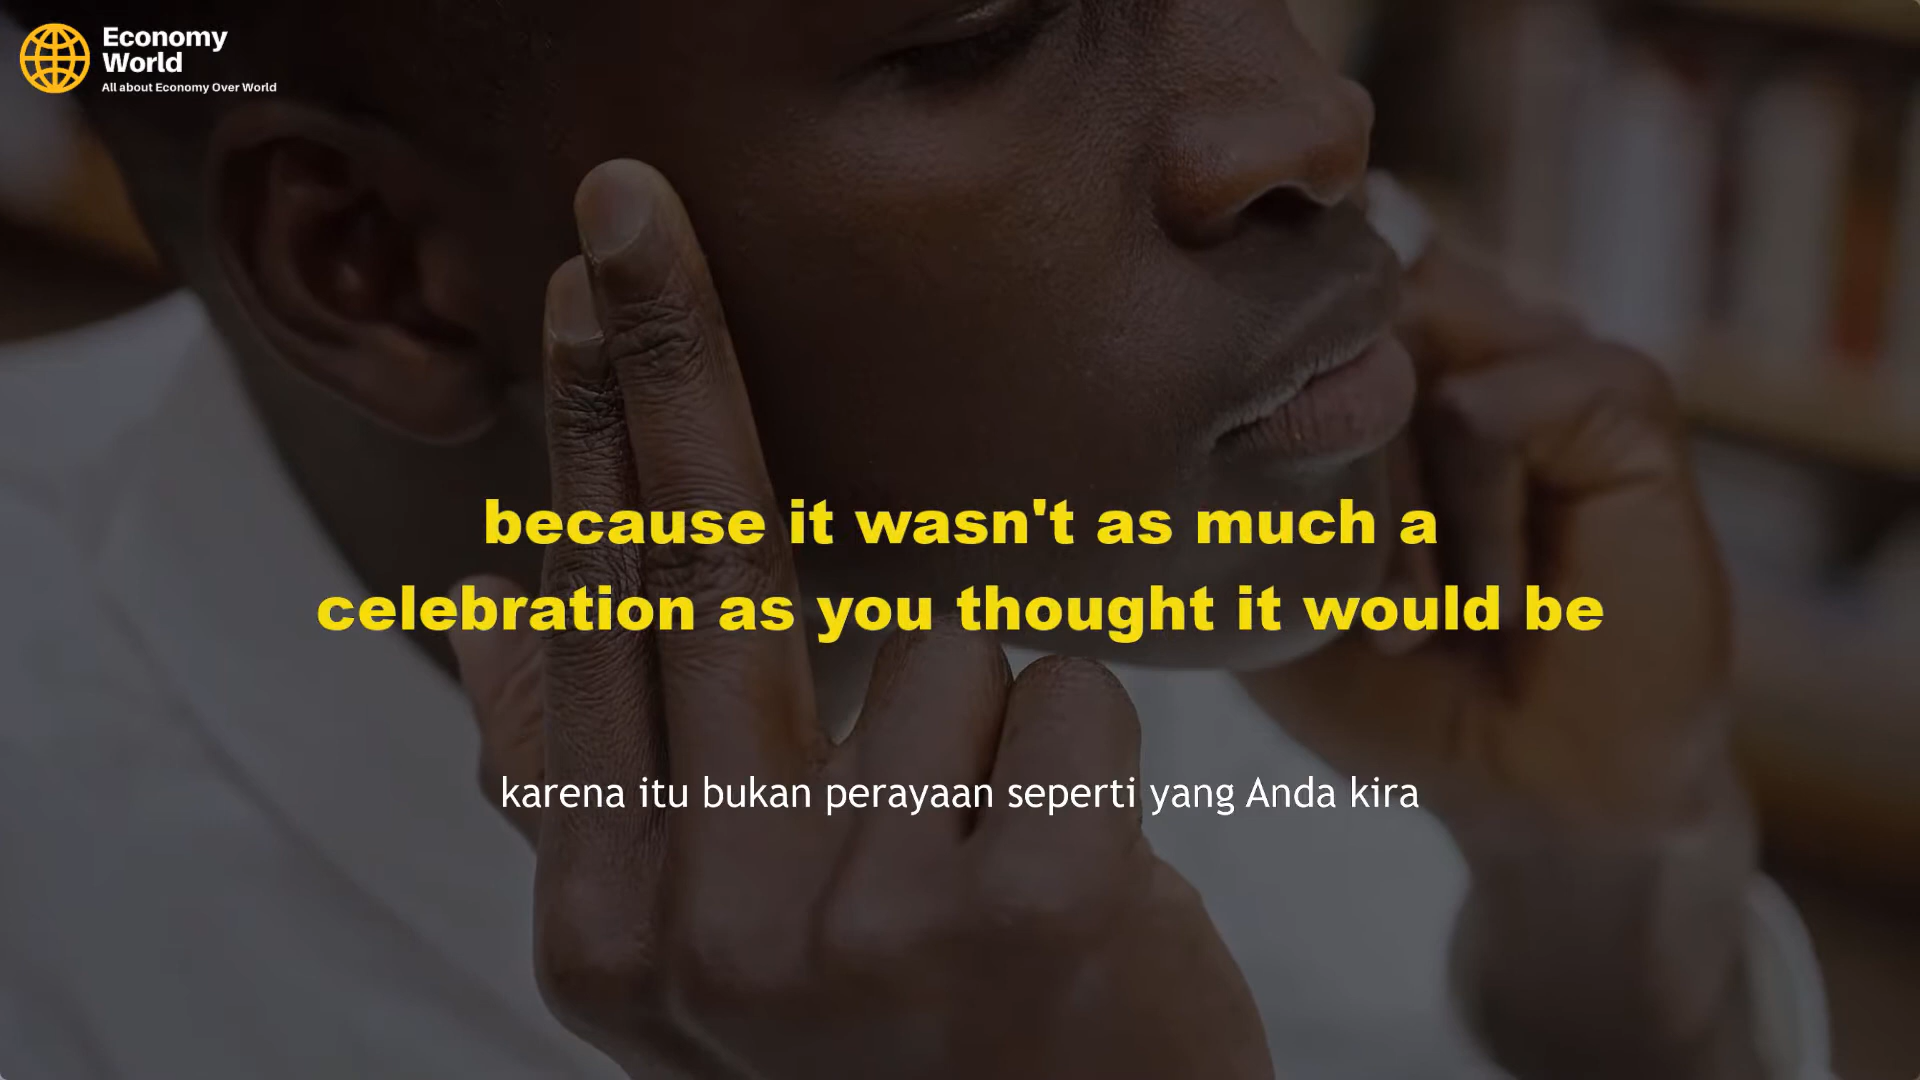 Economy
World
All about Economy Over World
because it wasn't as much a
celebration as you thought it would be
karena itu bukan perayaan seperti yang Anda kira